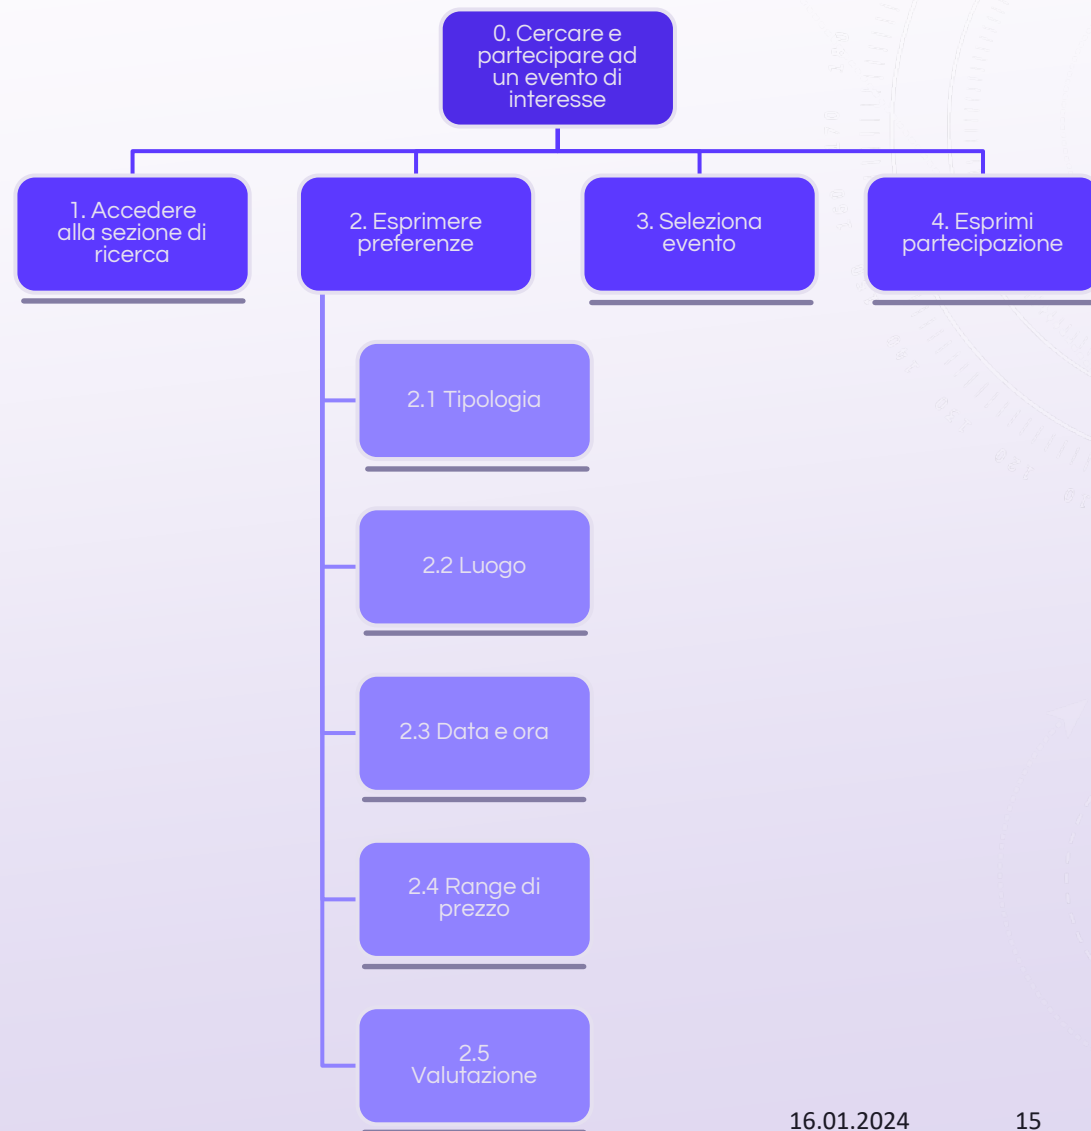 0. Cercare e
partecipare ad
un evento di
interesse
1. Accedere
alla sezione di
ricerca
2. Esprimere
preferenze
3. Seleziona
evento
4. Esprimi
partecipazione
2.1 Tipologia
2.2 Luogo
2.3 Data e ora
2.4 Range di
prezzo
2.5
Valutazione
16.01.2024
15